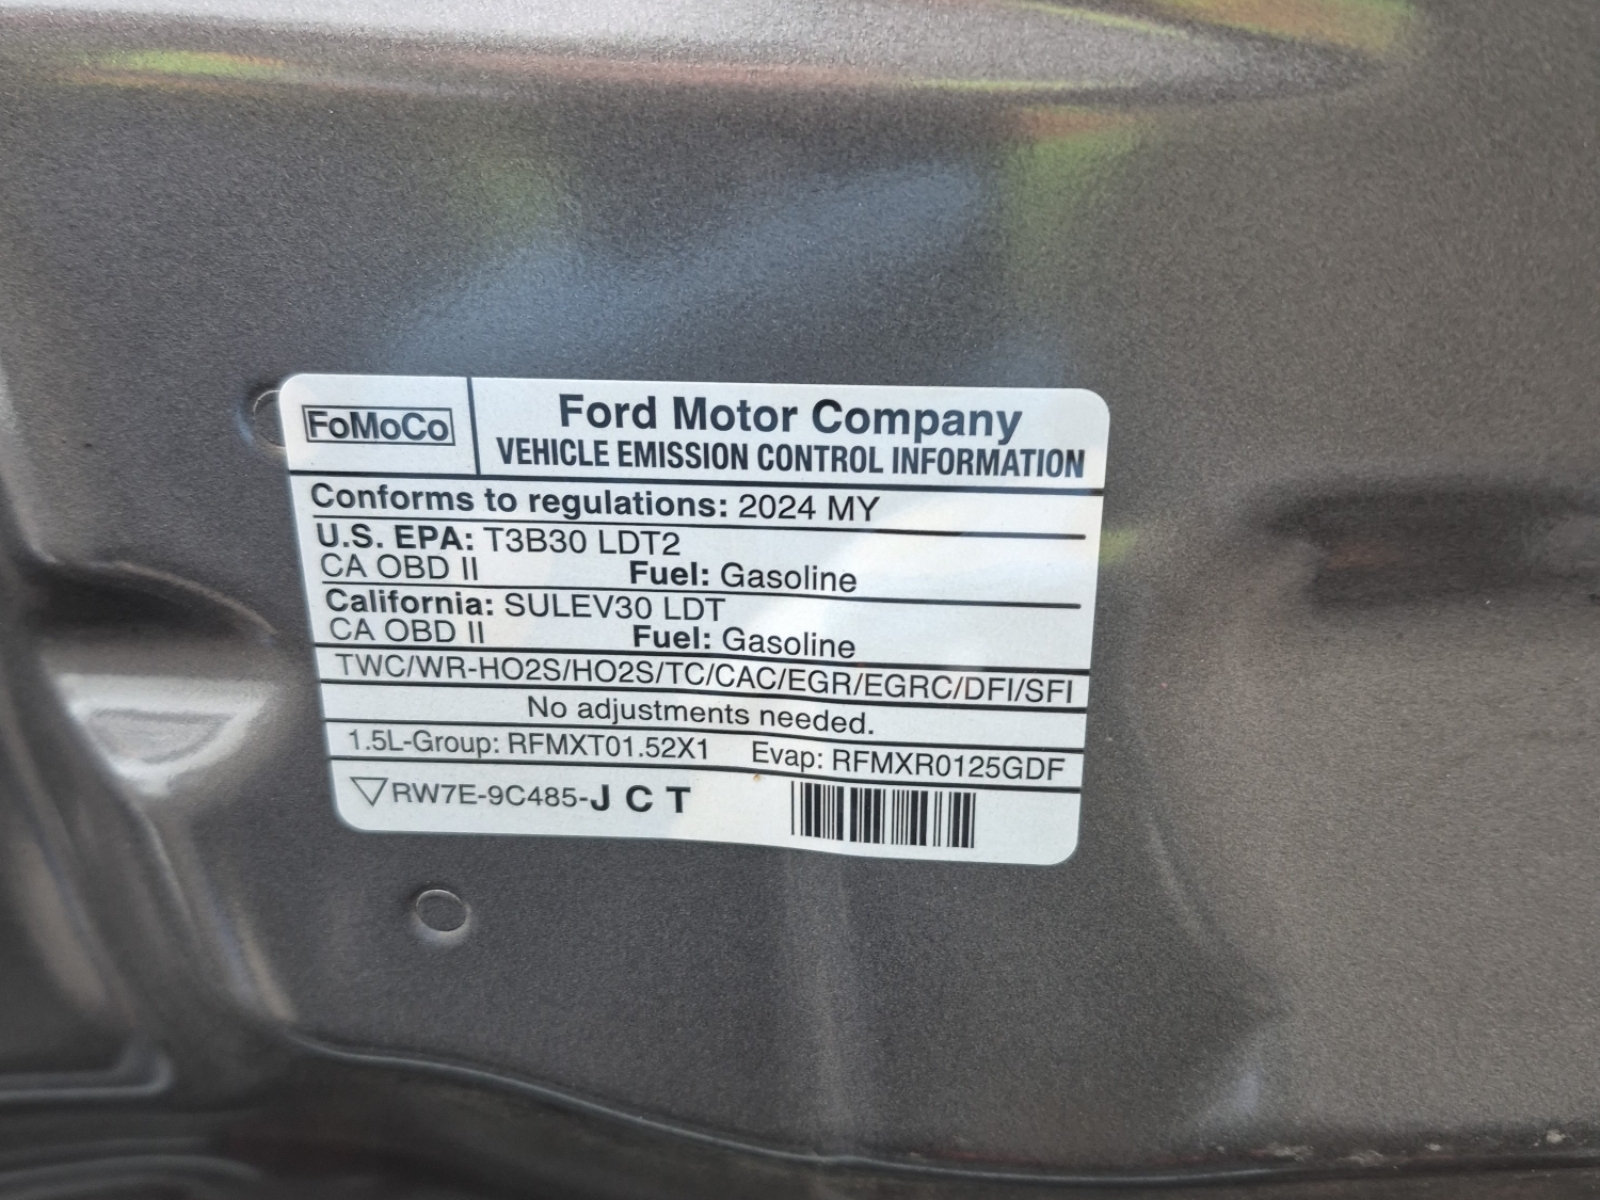 FoMoCo
Ford Motor Company
VEHICLE EMISSION CONTROL INFORMATION
Conforms to regulations: 2024 MY
U.S. EPA: T3B30 LDT2
CA OBD II Fuel: Gasoline
California: SULEV30 LDT
CA OBD II Fuel: Gasoline
TWC/WR-HO2S/HO2S/TC/CAC/EGR/EGRC/DFI/SFI
No adjustments needed.
1.5L-Group: RFMXT01.52X1 Evap: RFMXR0125GDF
RW7E-9C485-J C T